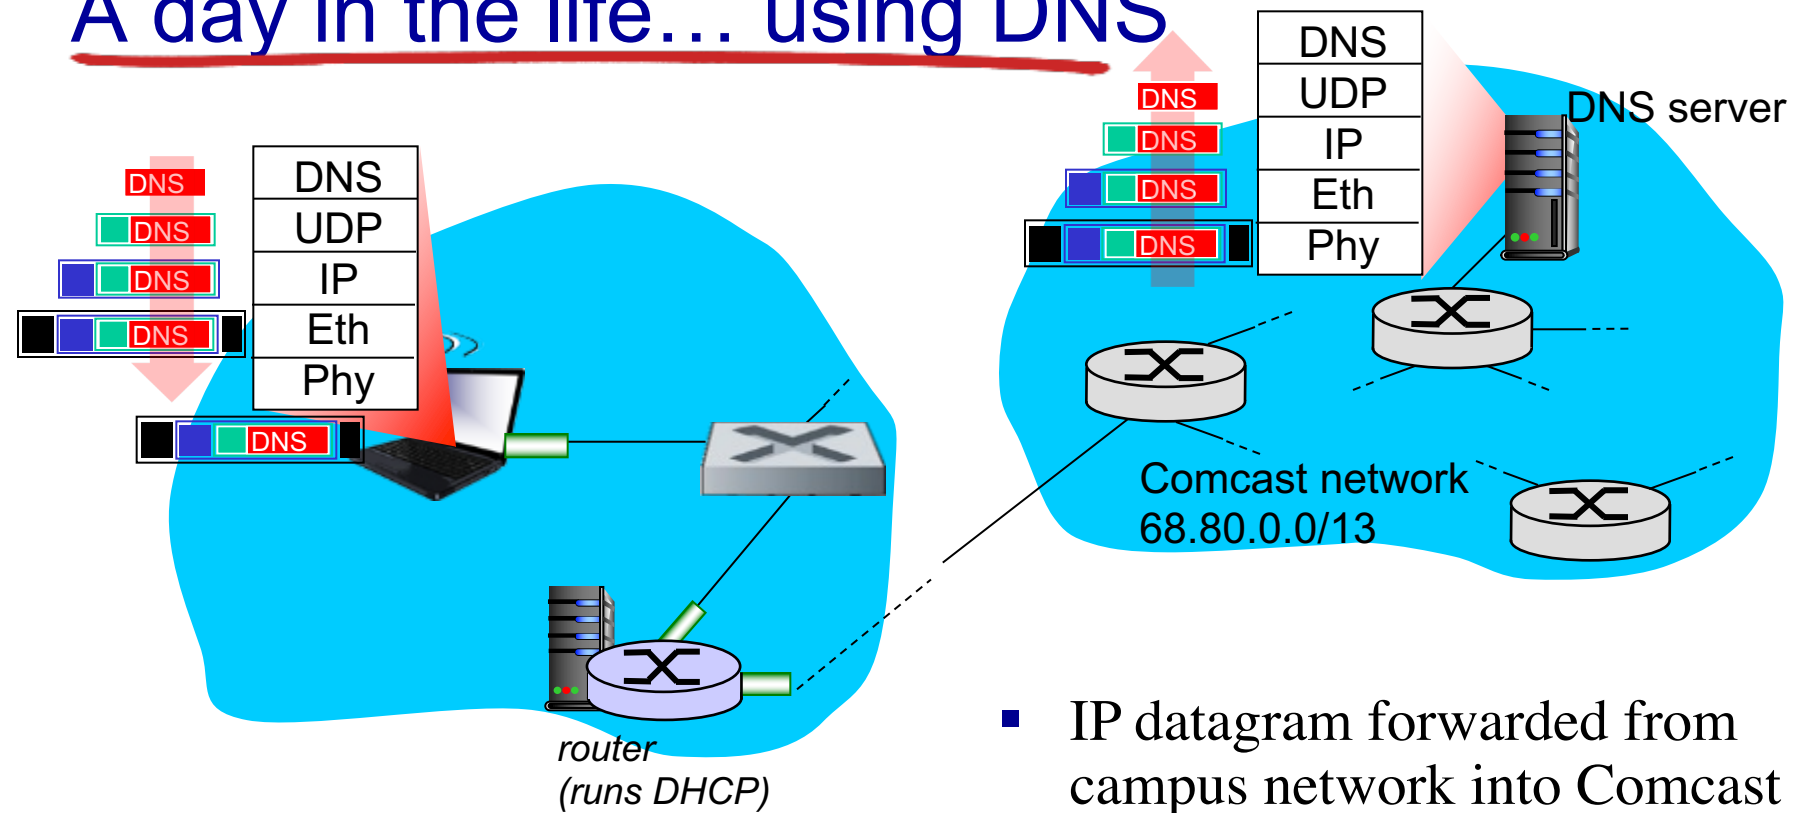 A day in the life… using DNS
DNS
DNS
DNS
DNS
DNS
DNS
UDP
IP
Eth
Phy
DNS
DNS
DNS
DNS
DNS
UDP
IP
Eth
Phy
DNS server
Comcast network
68.80.0.0/13
router
(runs DHCP)
▪ IP datagram forwarded from
campus network into Comcast